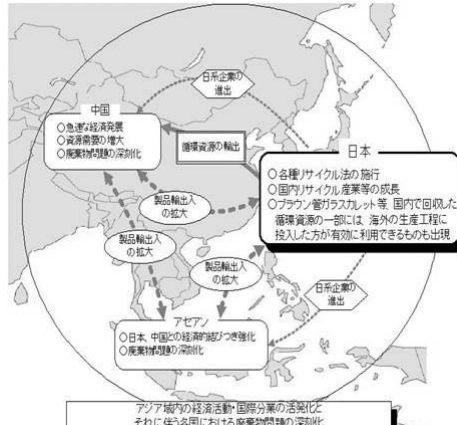 日系企業の
進出
中国
○急速な経済発展
○資源需要の増大
○廃棄物問題の深刻化
循環資源の輸出
日本
○各種リサイクル法の施行
○国内リサイクル産業等の成長
○ブラウン管ガラスカレット等、国内で回収した
循環資源の一部には、海外の生産工程に
投入した方が有効に利用できるものも出現
製品輸出入
の拡大
製品輸出入
の拡大
製品輸出入
の拡大
日系企業の
進出
アセアン
○日本、中国との経済的結びつき強化
○廃棄物問題の深刻化
アジア域内の経済活動・国際分業の活発化と
それに伴う各国における廃棄物問題の深刻化